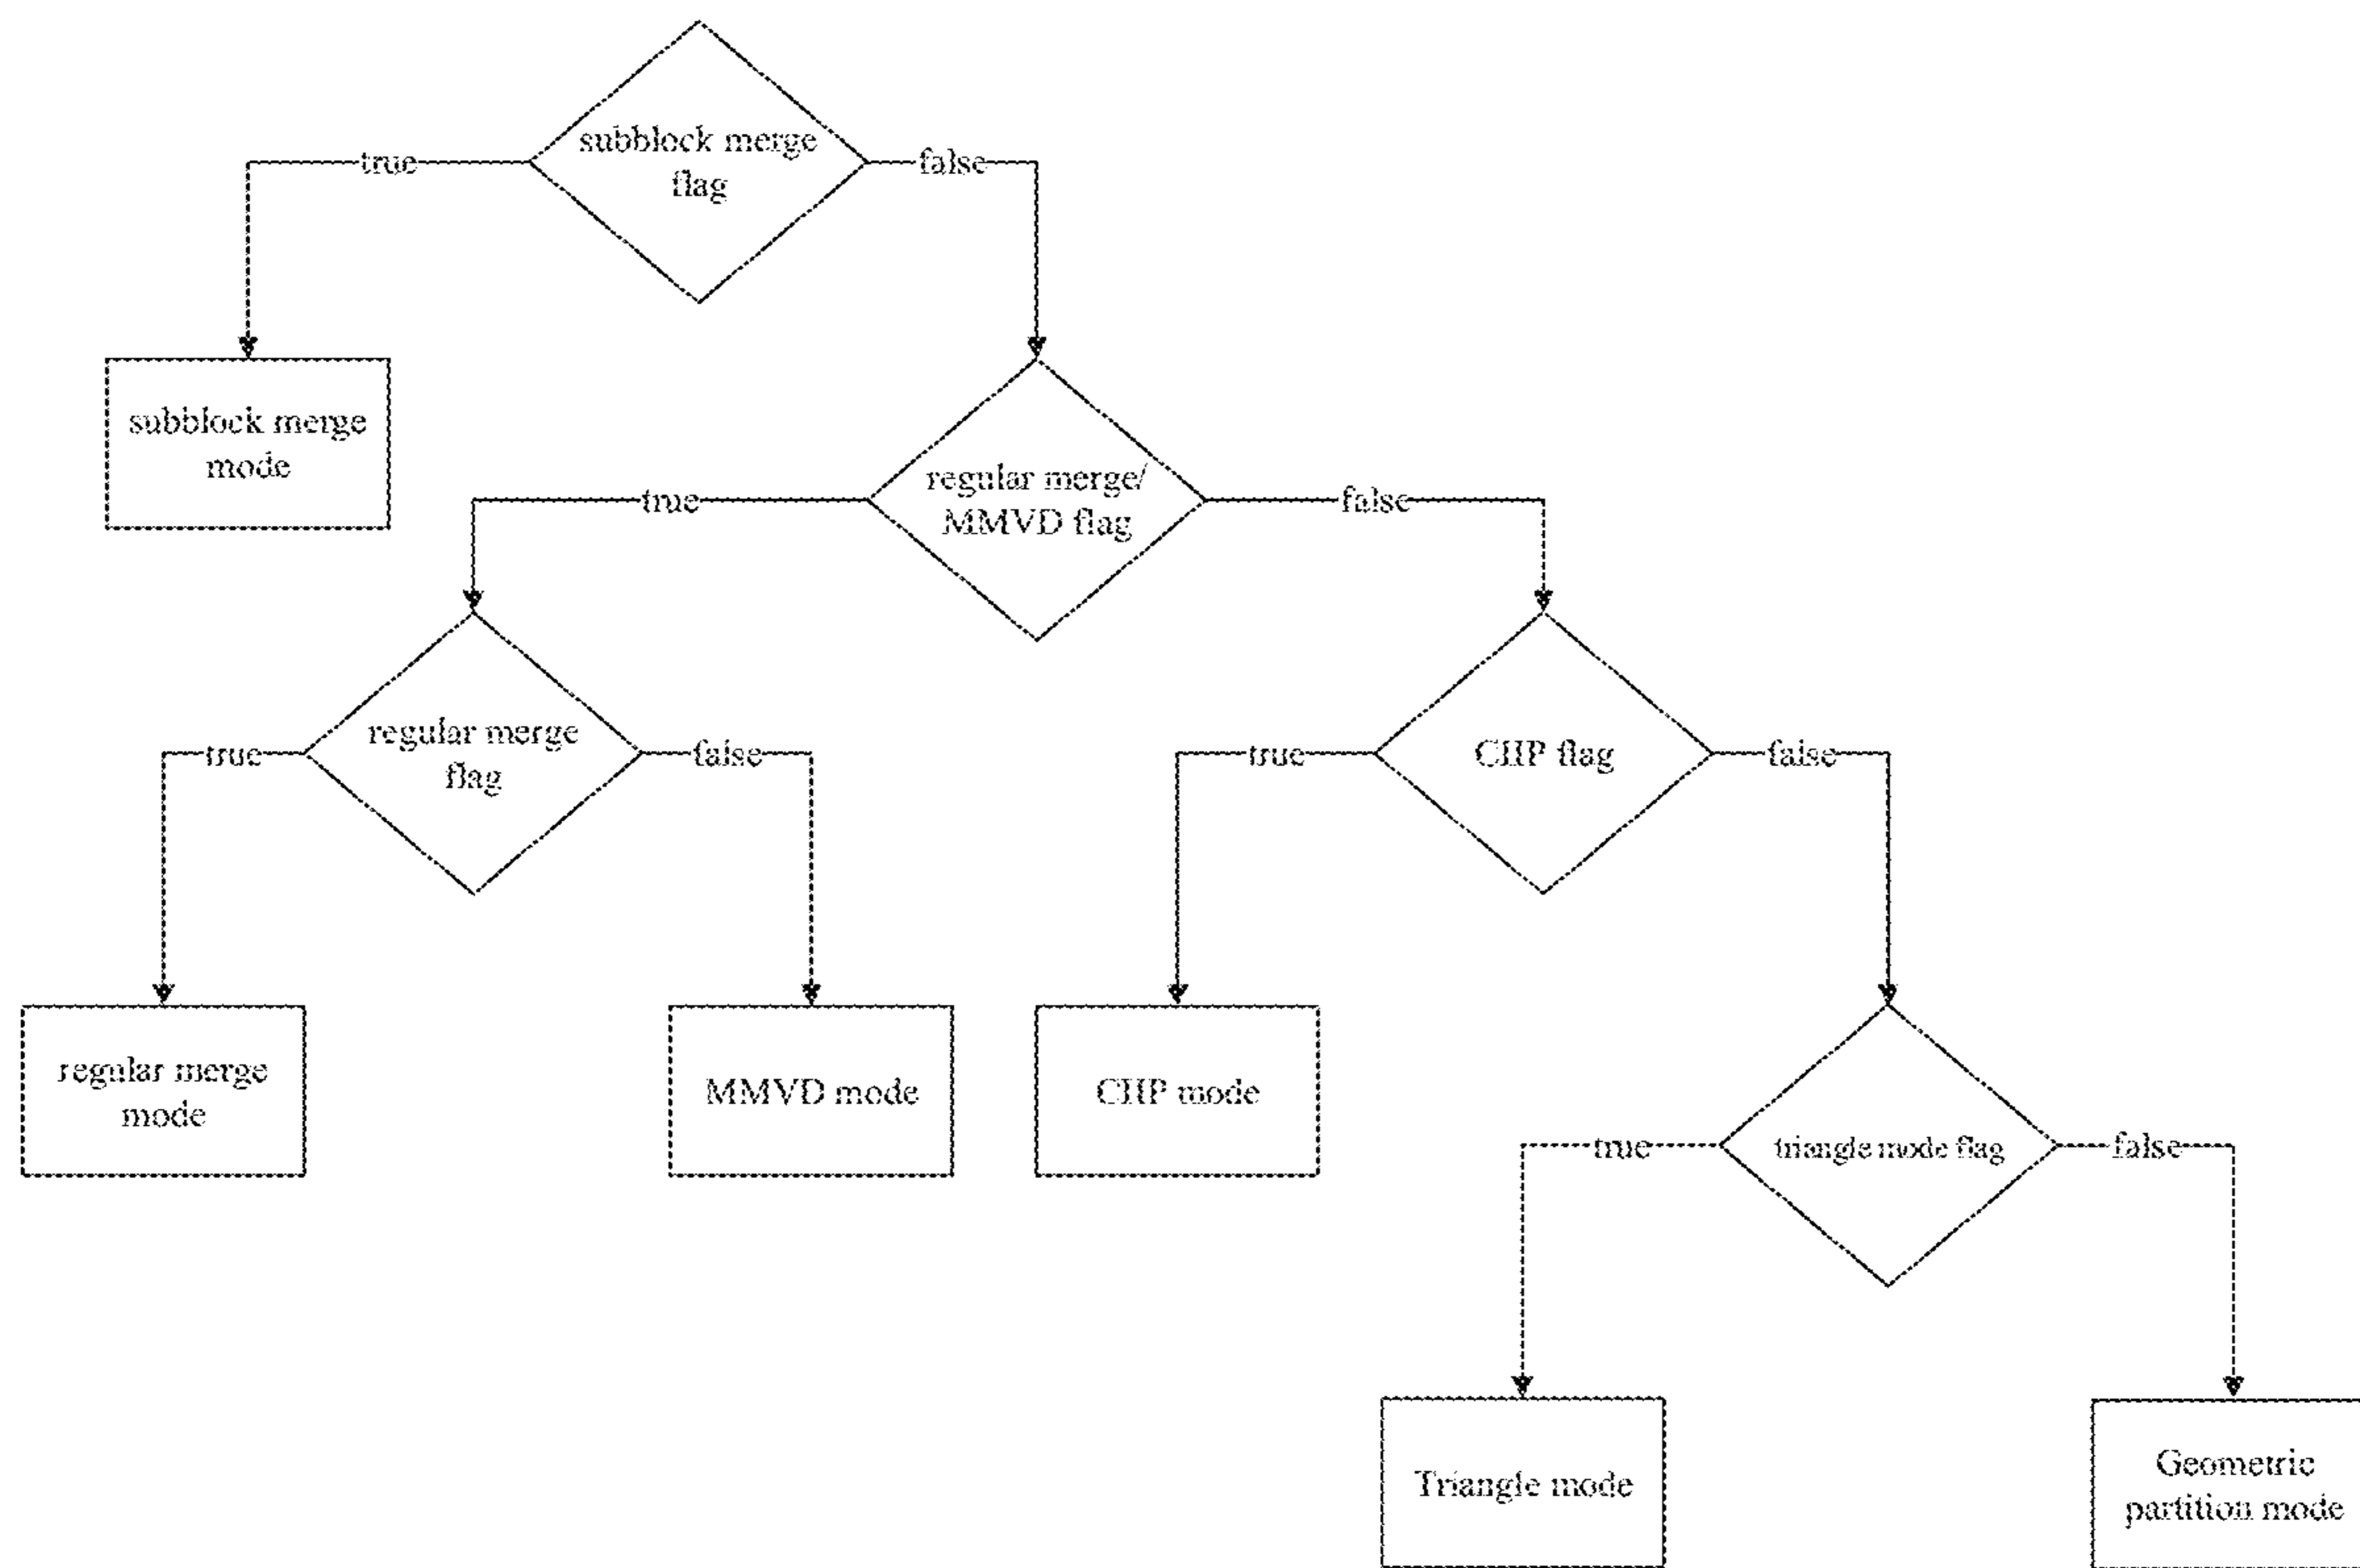 subblock merge
flag
true
false
subblock merge
mode
regular merge/
MMVD flag
true
false
regular merge
flag
true
false
CHP flag
true
false
regular merge
mode
MMVD mode
CHP mode
triangle mode flag
true
false
Triangle mode
Geometric
partition mode